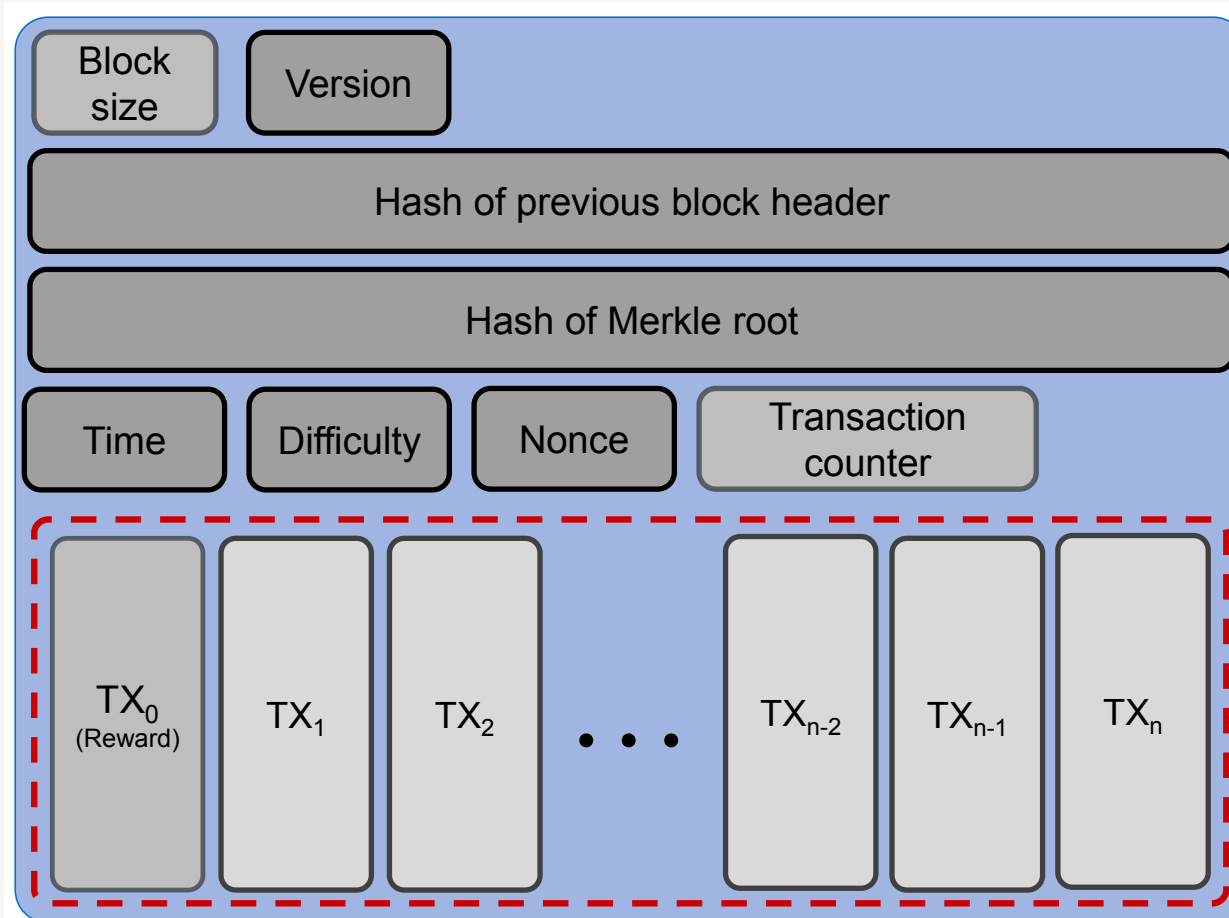 Block
size
Version
Hash of previous block header
Hash of Merkle root
Time
Difficulty
Nonce
Transaction
counter
TX₀
(Reward)
TX₁
TX₂
• • •
TXₙ₋₂
TXₙ₋₁
TXₙ